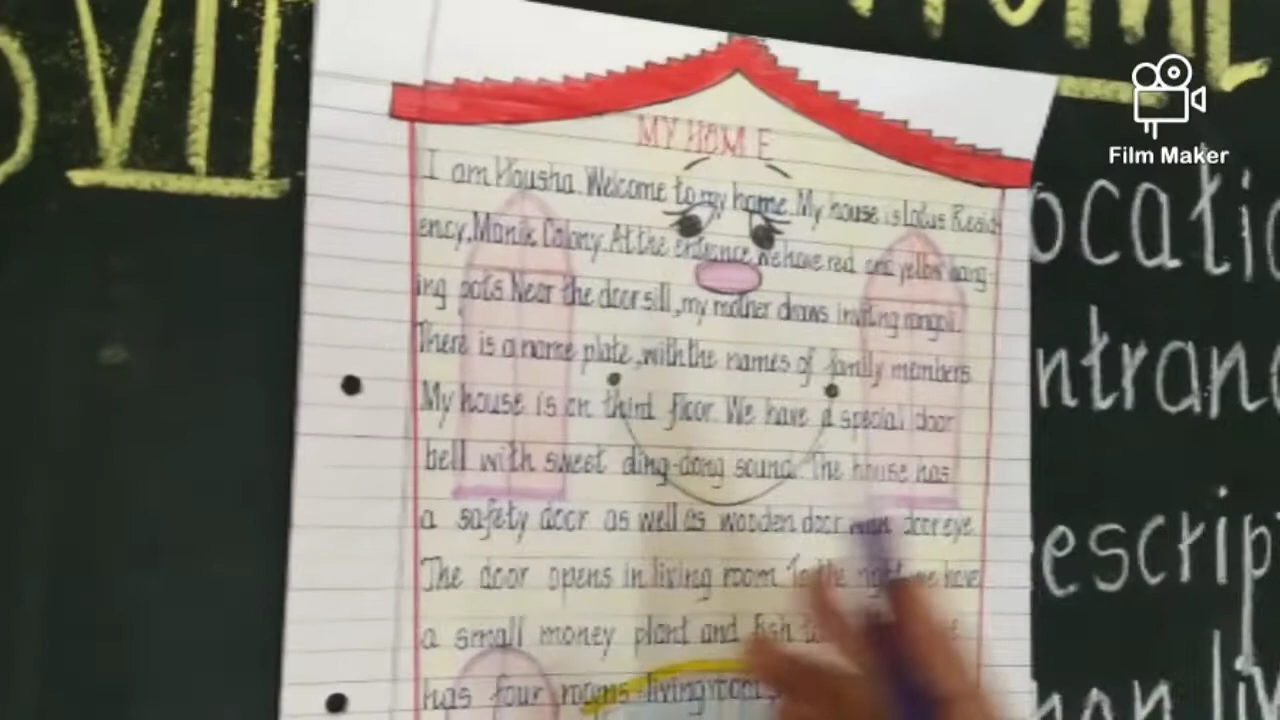 VII
HOME
Film Maker
MY HOME
I am Housha. Welcome to my home. My house is Lotus Resid-
ency, Manik Colony. At the entrance we have red and yellow hang-
ing pots. Near the door sill, my mother draws inviting rangoli.
There is a name plate, with the names of family members
My house is on third floor. We have a special door
bell with sweet ding-dong sound. The house has
a safety door as well as wooden door door eye.
The door opens in living room. To the right we have
a small money plant and fish
has four rooms living room,
ocatio
ntranc
escrip